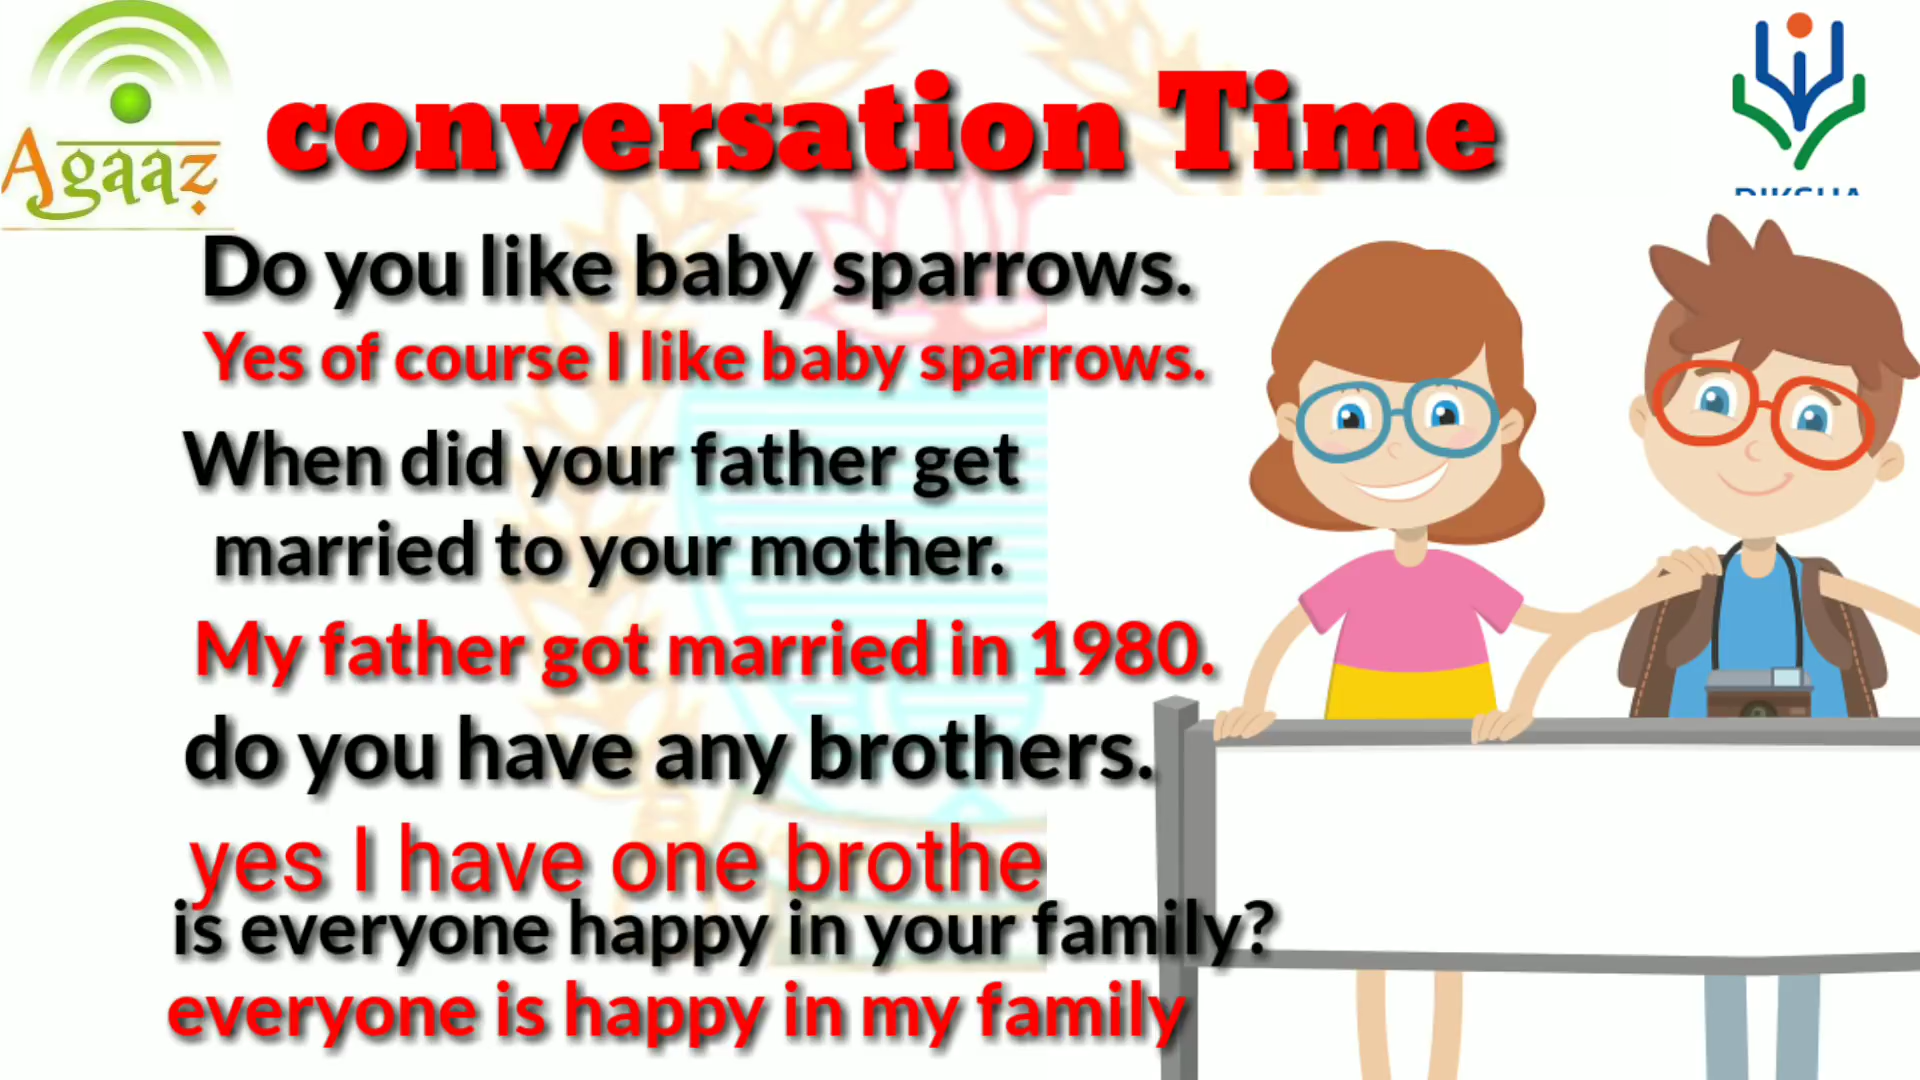 Agaaz
conversation Time
DIKSHA
Do you like baby sparrows.
Yes of course I like baby sparrows.
When did your father get
married to your mother.
My father got married in 1980.
do you have any brothers.
yes I have one brothe
is everyone happy in your family?
everyone is happy in my family